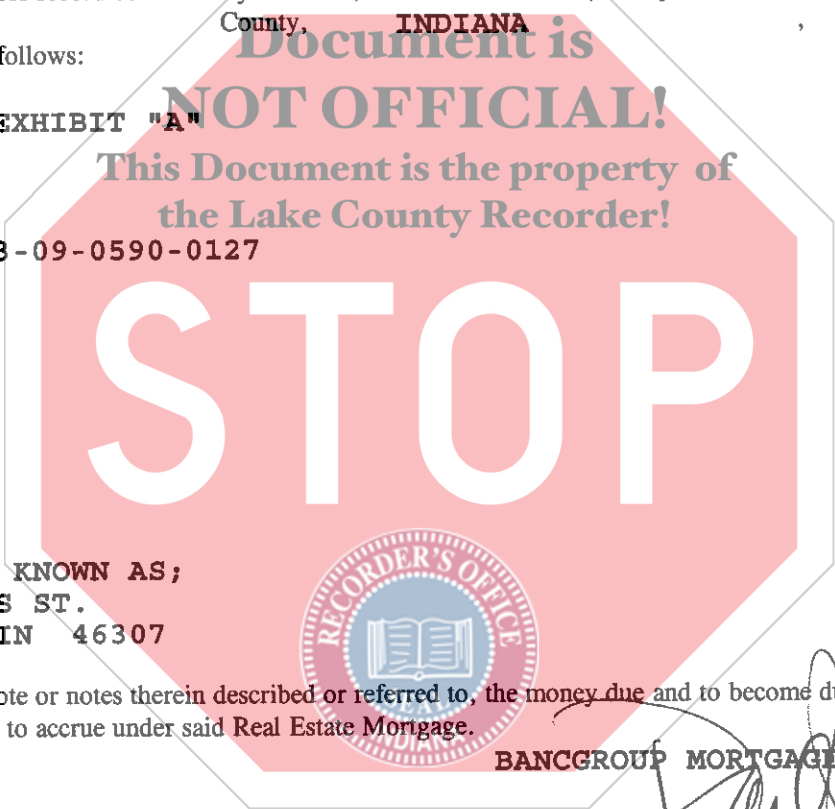 County, INDIANA ,
Document is
follows:
NOT OFFICIAL!
EXHIBIT "A"
This Document is the property of
the Lake County Recorder!
-09-0590-0127
STOP
RECORDER'S OFFICE
SEAL
INDIANA
KNOWN AS;
S ST.
IN 46307
ote or notes therein described or referred to, the money due and to become du
to accrue under said Real Estate Mortgage.
BANCGROUP MORTGAGE